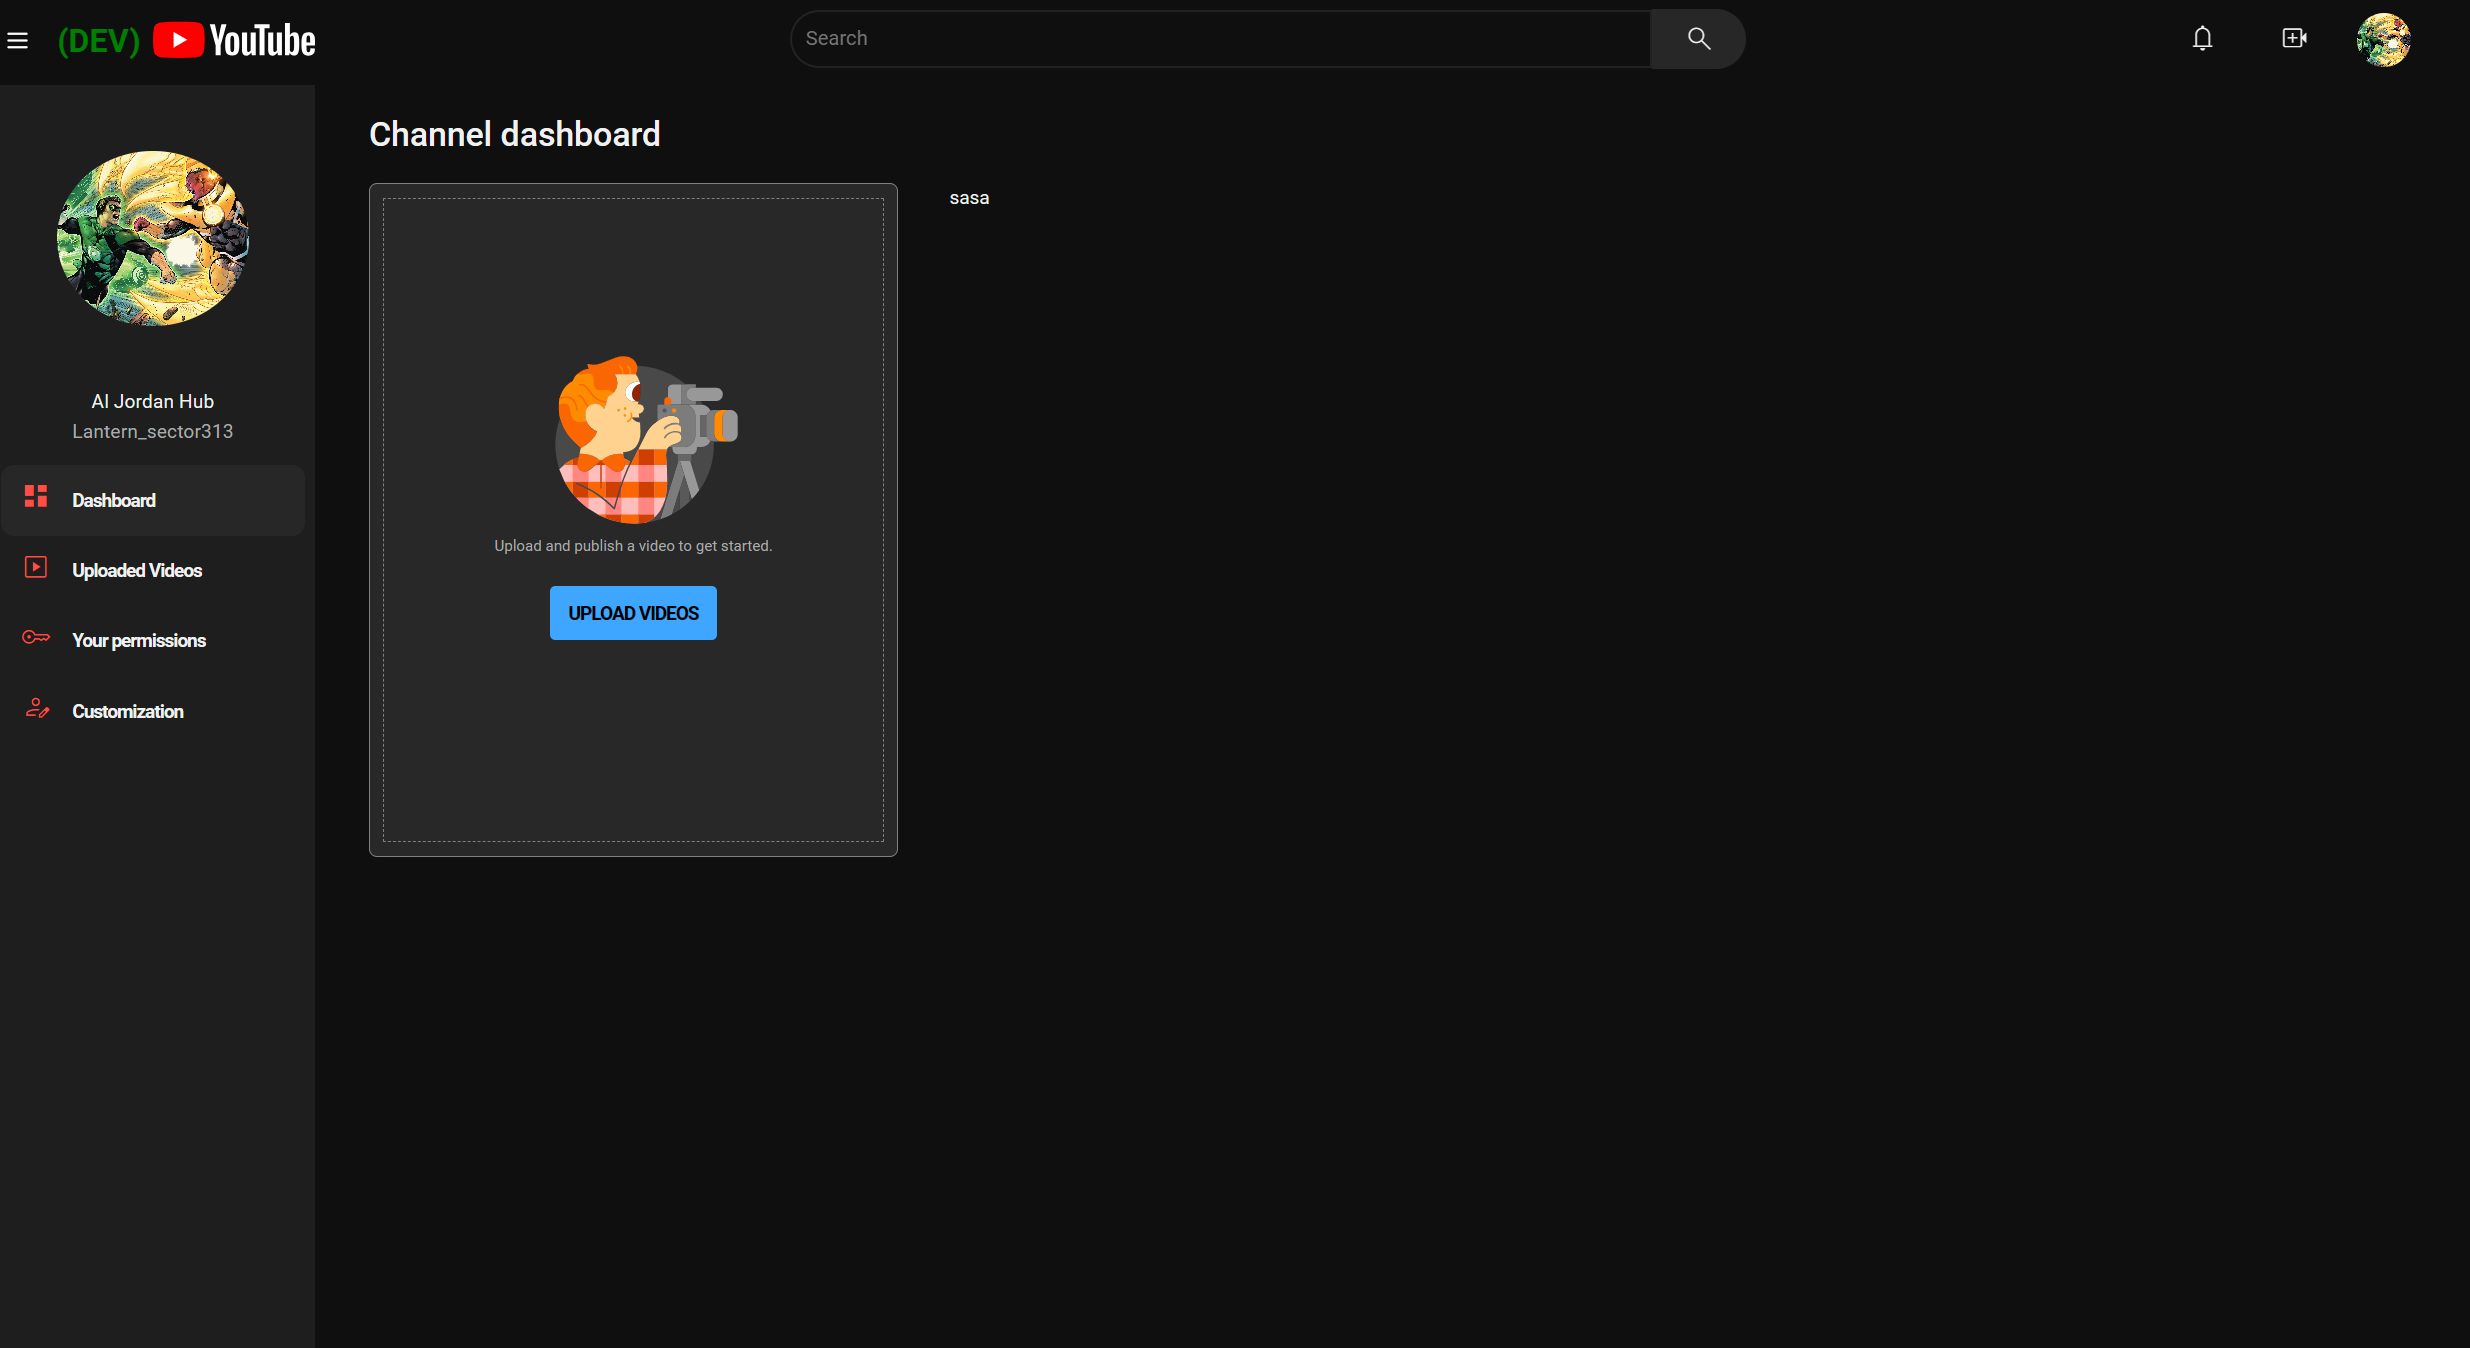 (DEV) YouTube
Search
Channel dashboard
sasa
Al Jordan Hub
Lantern_sector313
Dashboard
Uploaded Videos
Your permissions
Customization
Upload and publish a video to get started.
UPLOAD VIDEOS